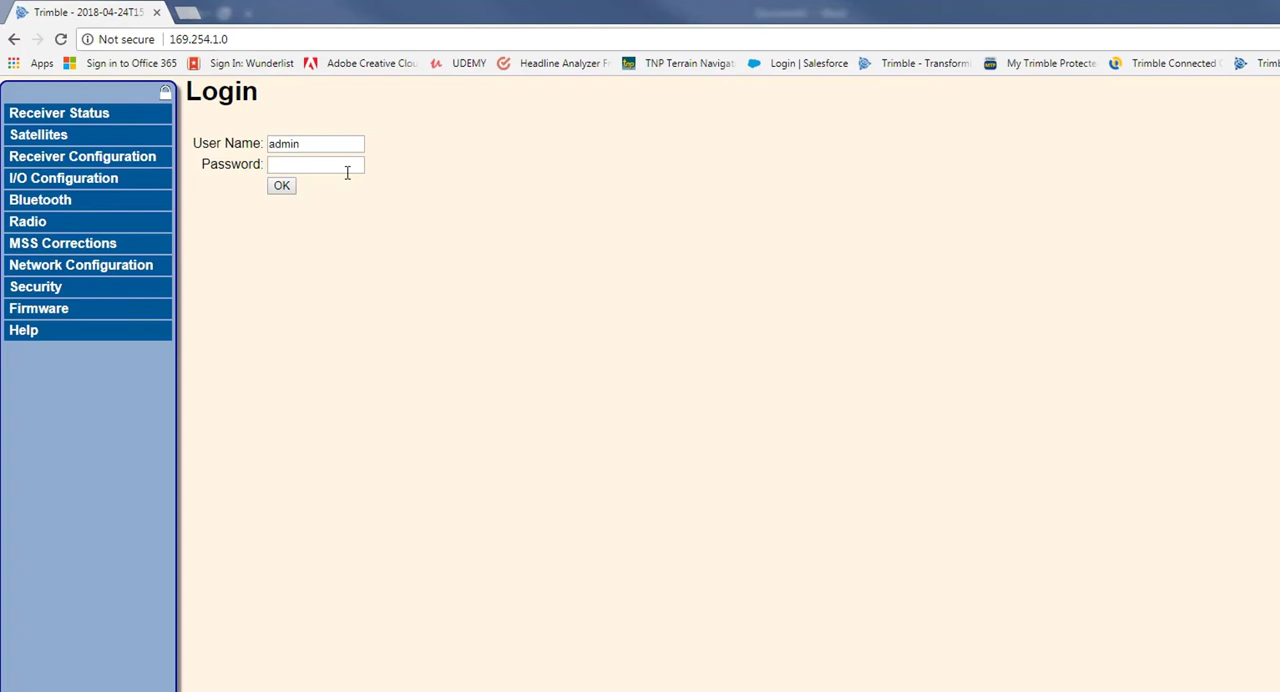 Trimble - 2018-04-24T15
Not secure 169.254.1.0
Apps Sign in to Office 365 Sign In: Wunderlist Adobe Creative Clou UDEMY Headline Analyzer Fr TNP Terrain Navigat Login | Salesforce Trimble - Transform My Trimble Protecte Trimble Connected C Trimb
Login
User Name: admin
Password:
OK
Receiver Status
Satellites
Receiver Configuration
I/O Configuration
Bluetooth
Radio
MSS Corrections
Network Configuration
Security
Firmware
Help